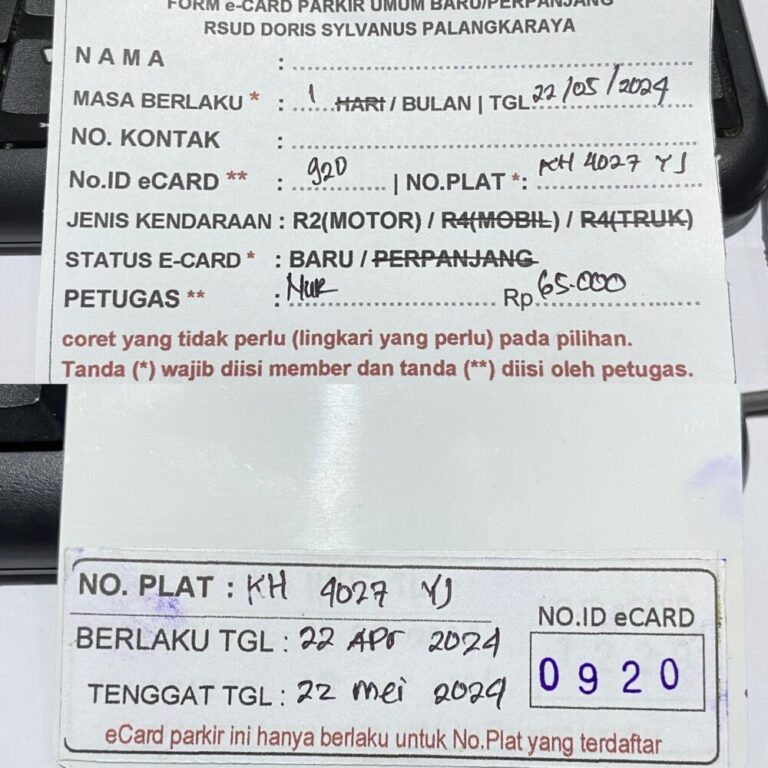 FORM e-CARD PARKIR UMUM BARU/PERPANJANG
RSUD DORIS SYLVANUS PALANGKARAYA
NAMA :
MASA BERLAKU * : 1 HARI / BULAN | TGL 22/05/2024
NO. KONTAK :
No.ID eCARD ** : 920 | NO.PLAT *: KH 4027 YJ
JENIS KENDARAAN : R2(MOTOR) / R4(MOBIL) / R4(TRUK)
STATUS E-CARD * : BARU / PERPANJANG
PETUGAS ** : Nur Rp 65.000
coret yang tidak perlu (lingkari yang perlu) pada pilihan.
Tanda (*) wajib diisi member dan tanda (**) diisi oleh petugas.
NO. PLAT : KH 4027 YJ
BERLAKU TGL : 22 Apr 2024
TENGGAT TGL : 22 mei 2024
NO.ID eCARD
0920
eCard parkir ini hanya berlaku untuk No.Plat yang terdaftar